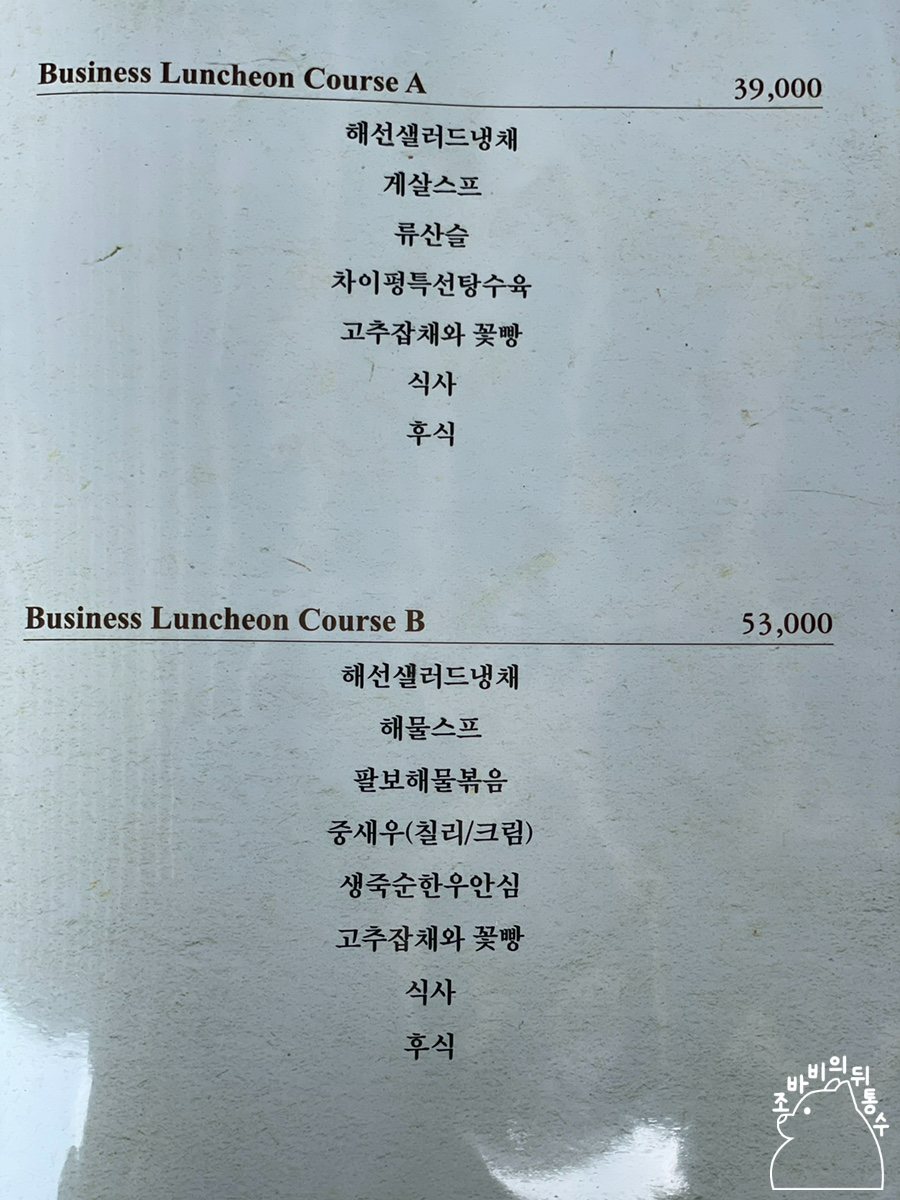 Business Luncheon Course A 39,000
해선샐러드냉채
게살스프
류산슬
차이펑특선탕수육
고추잡채와 꽃빵
식사
후식
Business Luncheon Course B 53,000
해선샐러드냉채
해물스프
팔보해물볶음
중새우(칠리/크림)
생죽순한우안심
고추잡채와 꽃빵
식사
후식
조바비의뒤통수